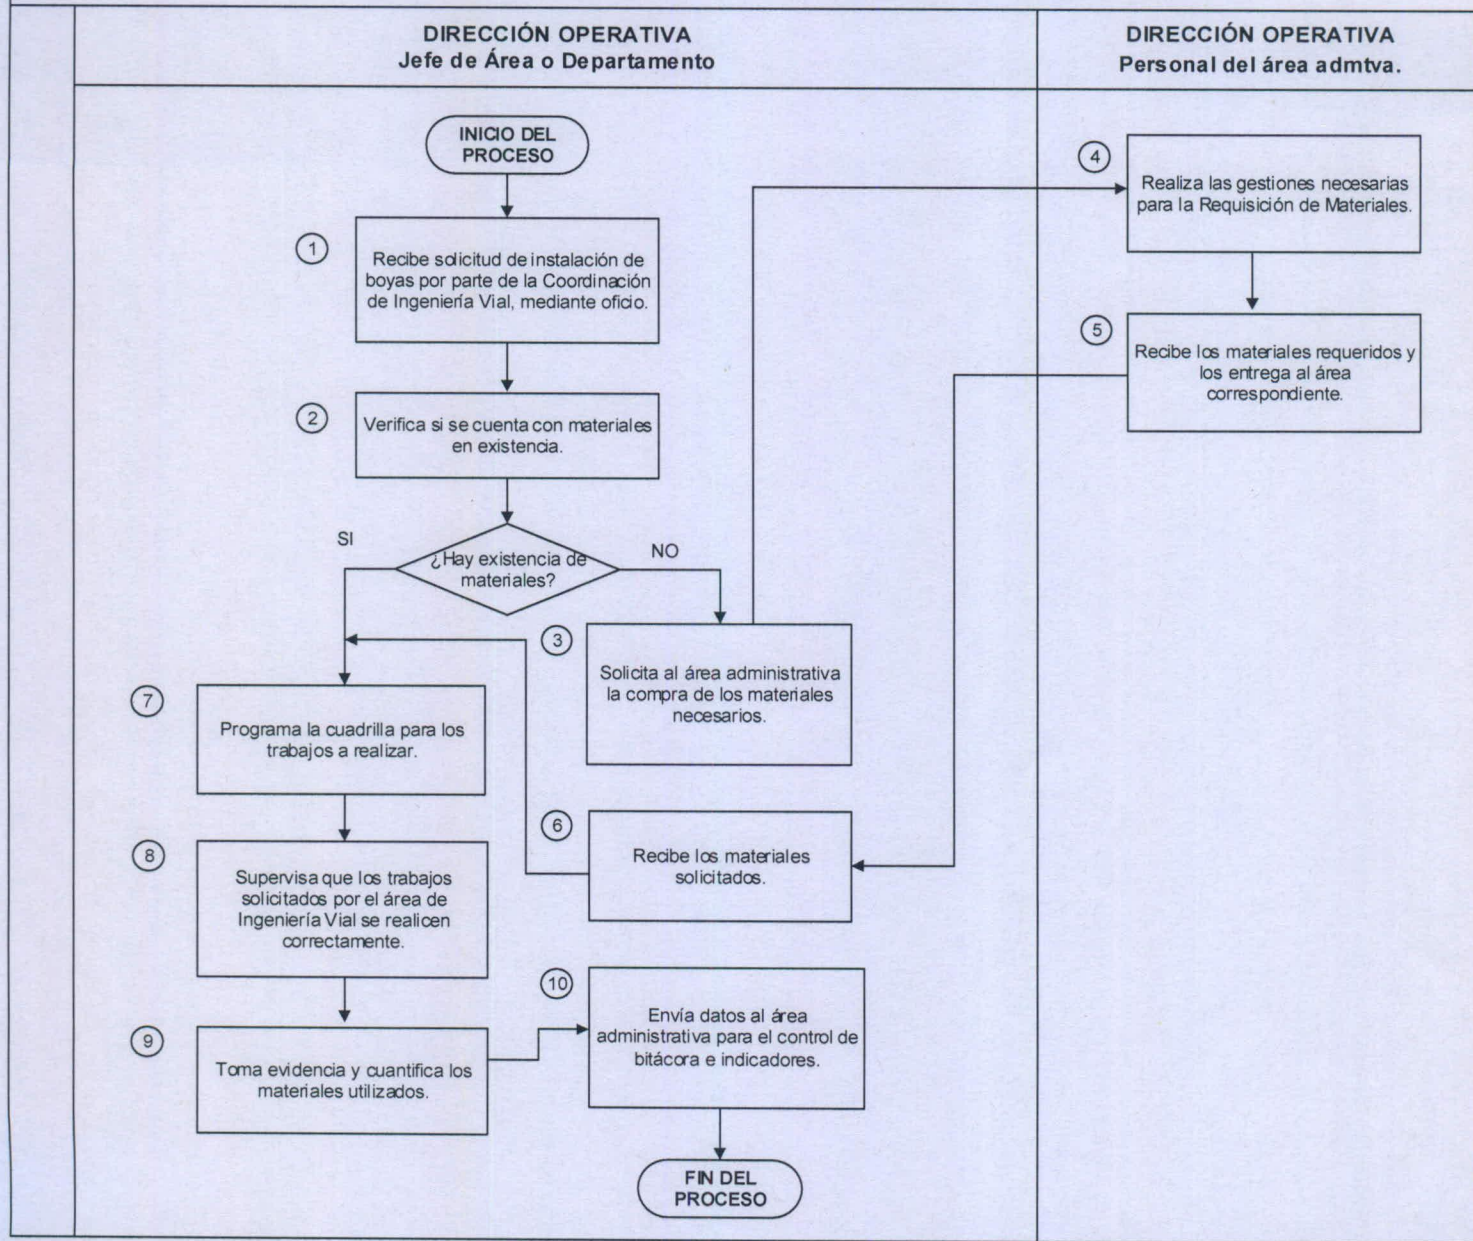 DIRECCIÓN OPERATIVA
Jefe de Área o Departamento
DIRECCIÓN OPERATIVA
Personal del área admtva.
INICIO DEL
PROCESO
1
Recibe solicitud de instalación de
boyas por parte de la Coordinación
de Ingeniería Vial, mediante oficio.
2
Verifica si se cuenta con materiales
en existencia.
¿Hay existencia de
materiales?
SI
NO
3
Solicita al área administrativa
la compra de los materiales
necesarios.
4
Realiza las gestiones necesarias
para la Requisición de Materiales.
5
Recibe los materiales requeridos y
los entrega al área
correspondiente.
6
Recibe los materiales
solicitados.
7
Programa la cuadrilla para los
trabajos a realizar.
8
Supervisa que los trabajos
solicitados por el área de
Ingeniería Vial se realicen
correctamente.
9
Toma evidencia y cuantifica los
materiales utilizados.
10
Envía datos al área
administrativa para el control de
bitácora e indicadores.
FIN DEL
PROCESO